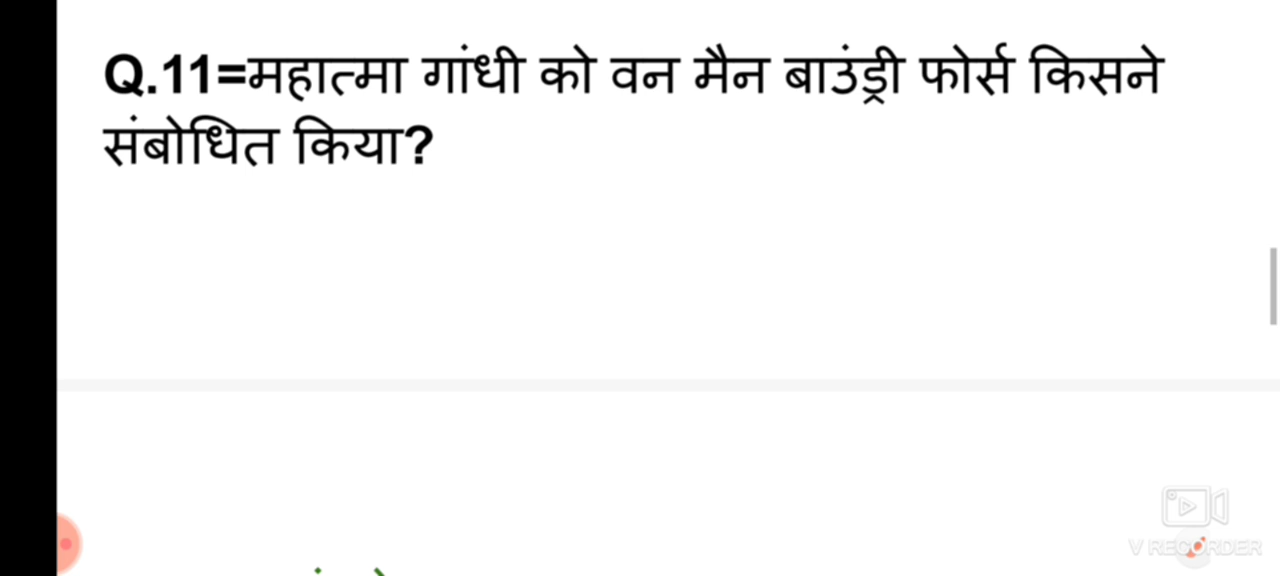 Q.11=महात्मा गांधी को वन मैन बाउंड्री फोर्स किसने
संबोधित किया?
V RECORDER